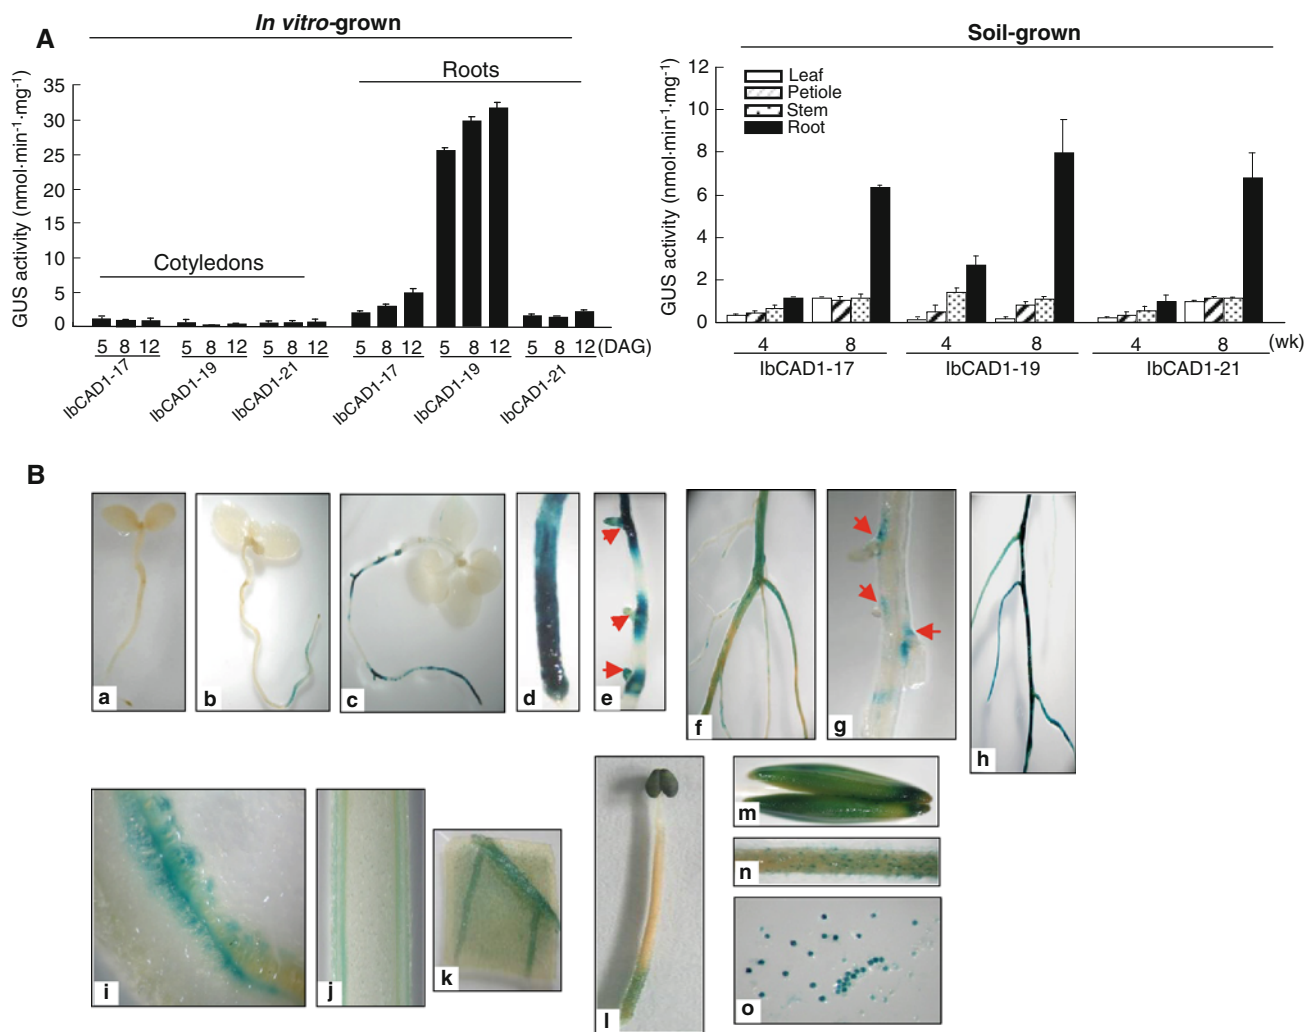 A
In vitro-grown
GUS activity (nmol·min-1·mg-1)
35
30
25
20
15
10
5
0
Roots
Cotyledons
5 8 12 5 8 12 5 8 12 5 8 12 5 8 12 5 8 12 (DAG)
IbCAD1-17 IbCAD1-19 IbCAD1-21 IbCAD1-17 IbCAD1-19 IbCAD1-21
Soil-grown
GUS activity (nmol·min-1·mg-1)
12
10
8
6
4
2
0
Leaf
Petiole
Stem
Root
4 8 4 8 4 8 (wk)
IbCAD1-17 IbCAD1-19 IbCAD1-21
B
a
b
c
d
e
f
g
h
i
j
k
l
m
n
o